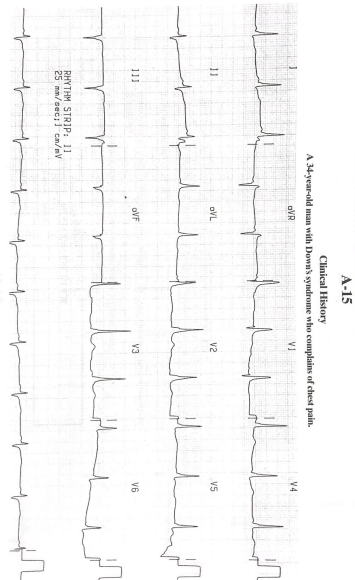 A-15
Clinical History
A 34-year-old man with Down's syndrome who complains of chest pain.
I
aVR
V1
V4
II
aVL
V2
V5
III
aVF
V3
V6
RHYTHM STRIP: II
25 mm/sec;1 cm/mV